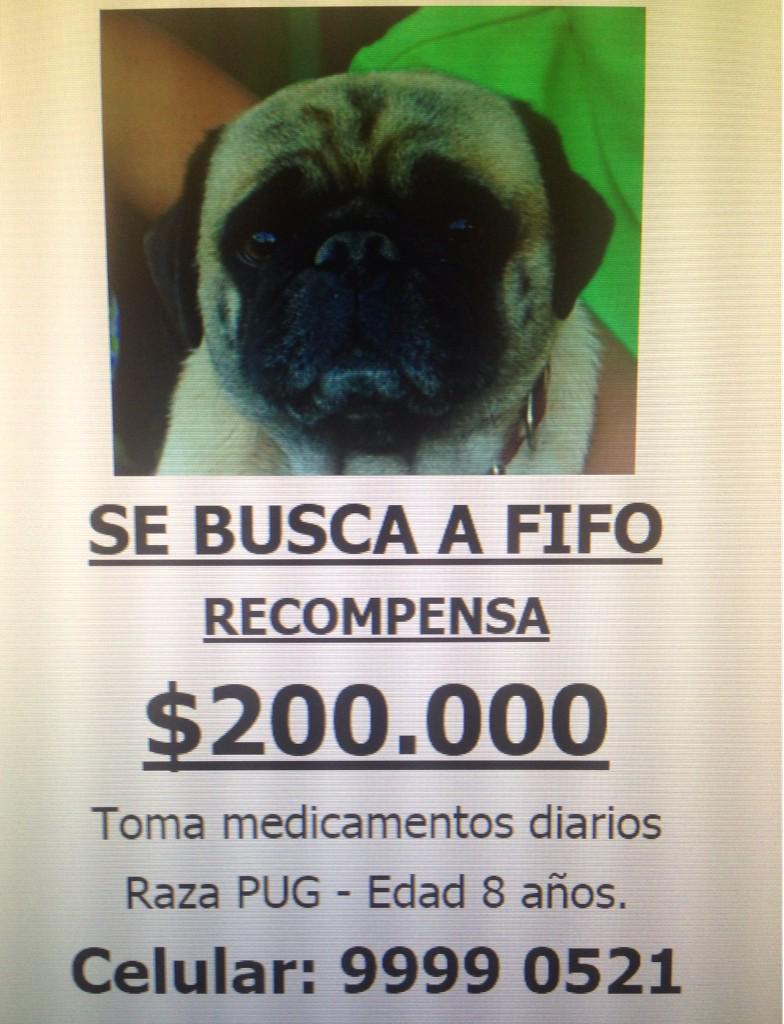 SE BUSCA A FIFO
RECOMPENSA
$200.000
Toma medicamentos diarios
Raza PUG - Edad 8 años.
Celular: 9999 0521